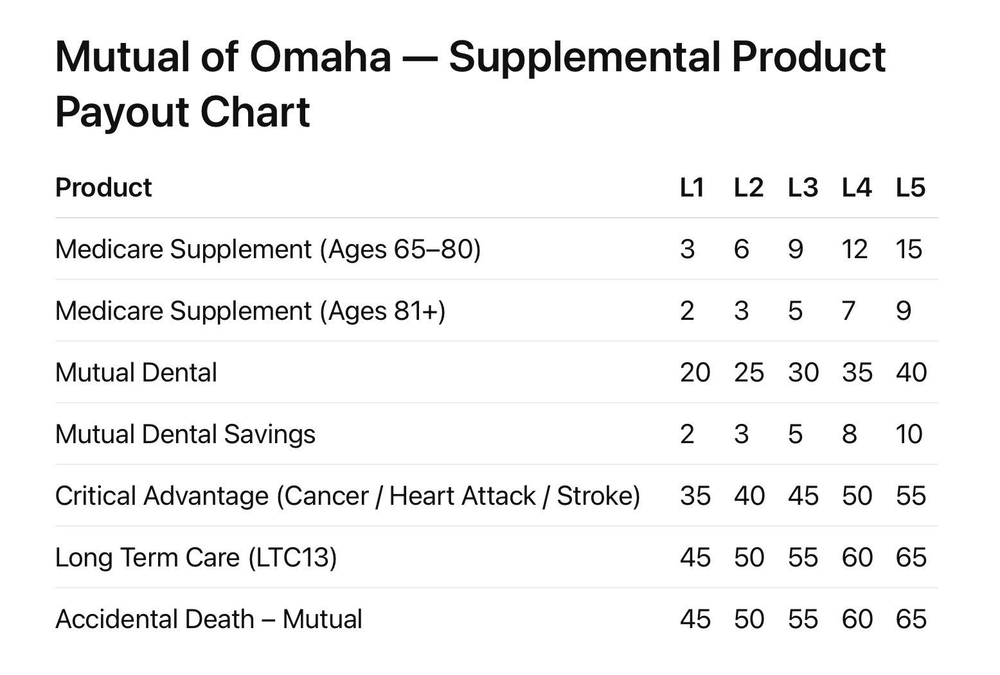 Mutual of Omaha — Supplemental Product
Payout Chart
Product L1 L2 L3 L4 L5
Medicare Supplement (Ages 65–80) 3 6 9 12 15
Medicare Supplement (Ages 81+) 2 3 5 7 9
Mutual Dental 20 25 30 35 40
Mutual Dental Savings 2 3 5 8 10
Critical Advantage (Cancer / Heart Attack / Stroke) 35 40 45 50 55
Long Term Care (LTC13) 45 50 55 60 65
Accidental Death – Mutual 45 50 55 60 65